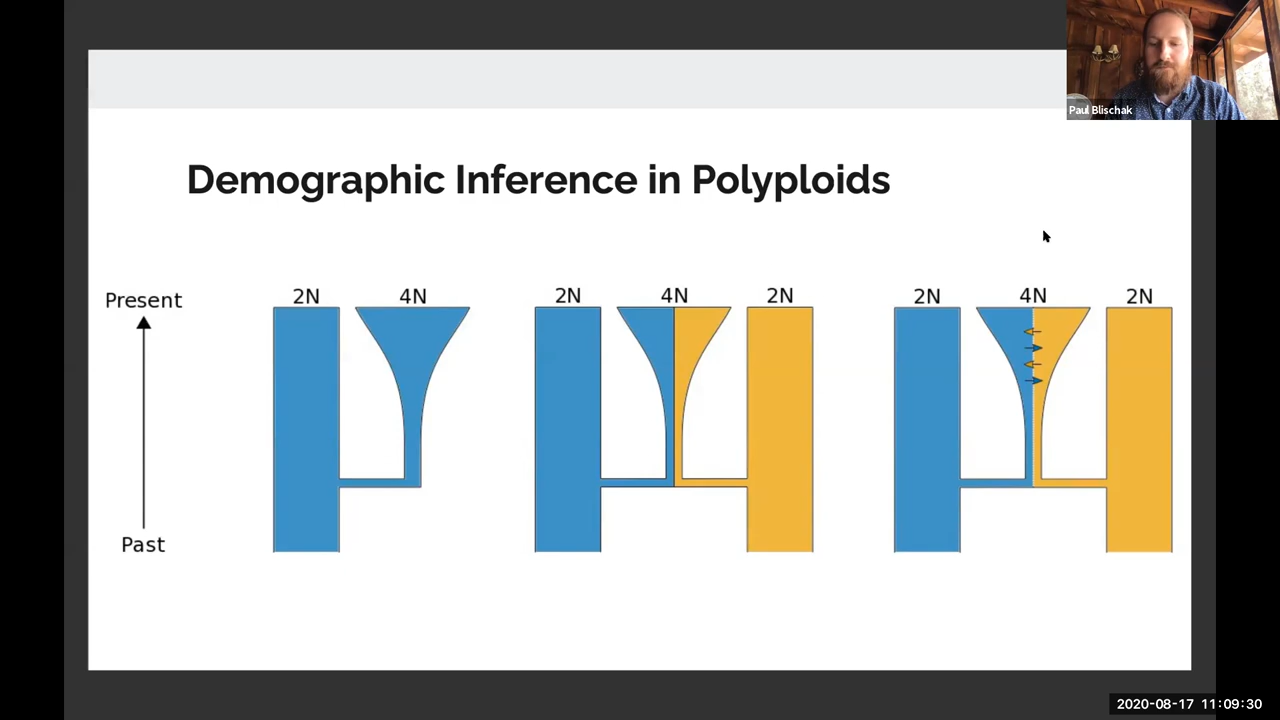 Paul Blischak
Demographic Inference in Polyploids
Present
2N 4N
2N 4N 2N
2N 4N 2N
Past
2020-08-17 11:09:30